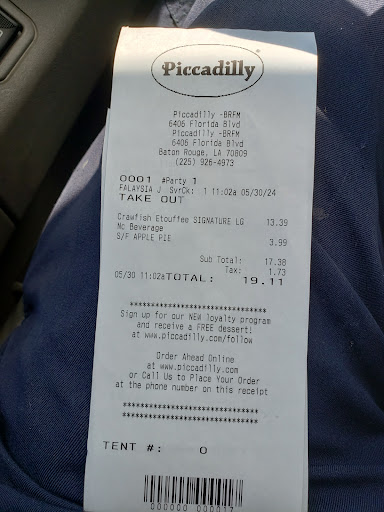 Piccadilly
Piccadilly -BRFM
6406 Florida Blvd
Piccadilly -BRFM
6406 Florida Blvd
Baton Rouge, LA 70809
(225) 926-4973
0001 #Party 1
FALAYSIA J SvrCk: 1 11:02a 05/30/24
TAKE OUT
Crawfish Etouffee SIGNATURE LG 13.39
No Beverage
S/F APPLE PIE 3.99
Sub Total: 17.38
Tax: 1.73
05/30 11:02a TOTAL: 19.11
******************************
Sign up for our NEW loyalty program
and receive a FREE dessert!
at www.piccadilly.com/follow
Order Ahead Online
at www.piccadilly.com
or Call Us to Place Your Order
at the phone number on this receipt
******************************
******************************
TENT #: 0
000000 000017